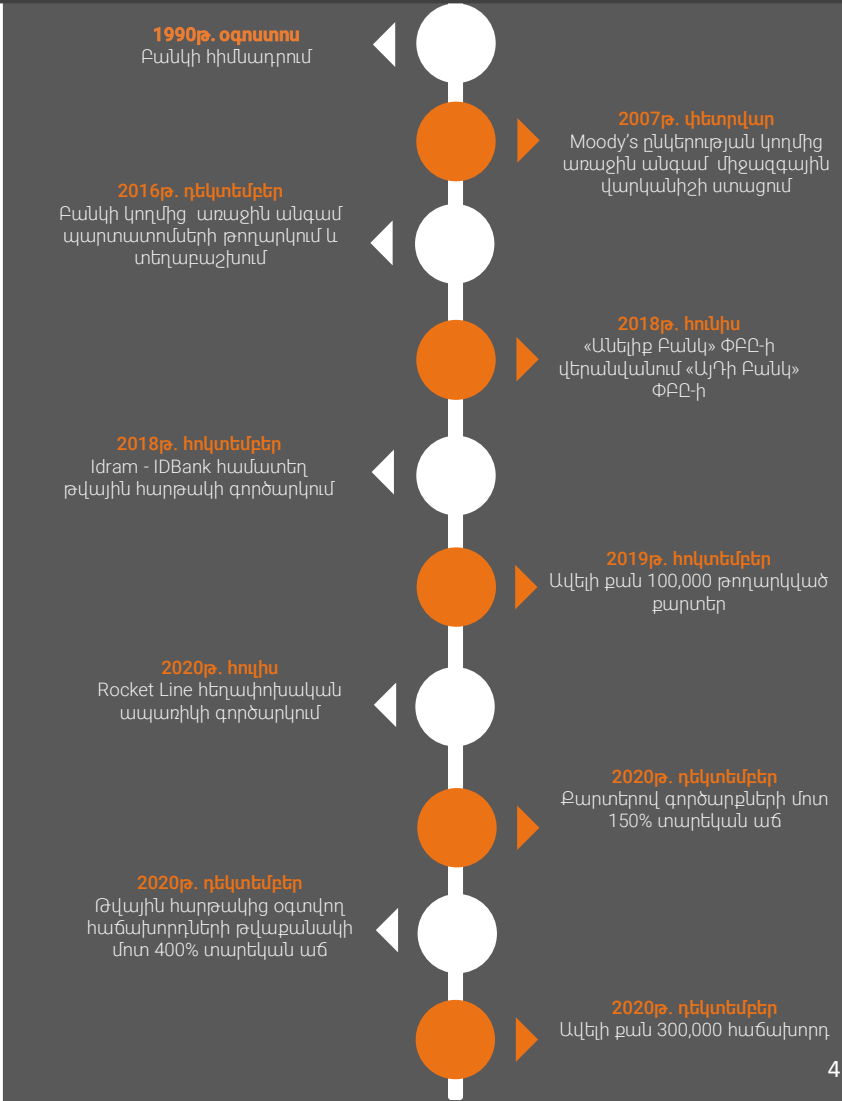 1990թ. օգոստոս
Բանկի հիմնադրում
2007թ. փետրվար
Moody's ընկերության կողմից
առաջին անգամ միջազգային
վարկանիշի ստացում
2016թ. դեկտեմբեր
Բանկի կողմից առաջին անգամ
պարտատոմսերի թողարկում և
տեղաբաշխում
2018թ. հունիս
«Անելիք Բանկ» ՓԲԸ-ի
վերանվանում «ԱյԴի Բանկ»
ՓԲԸ-ի
2018թ. հոկտեմբեր
Idram - IDBank համատեղ
թվային հարթակի գործարկում
2019թ. հոկտեմբեր
Ավելի քան 100,000 թողարկված
քարտեր
2020թ. հուլիս
Rocket Line հեղափոխական
ապառիկի գործարկում
2020թ. դեկտեմբեր
Քարտերով գործարքների մոտ
150% տարեկան աճ
2020թ. դեկտեմբեր
Թվային հարթակից օգտվող
հաճախորդների թվաքանակի
մոտ 400% տարեկան աճ
2020թ. դեկտեմբեր
Ավելի քան 300,000 հաճախորդ
4